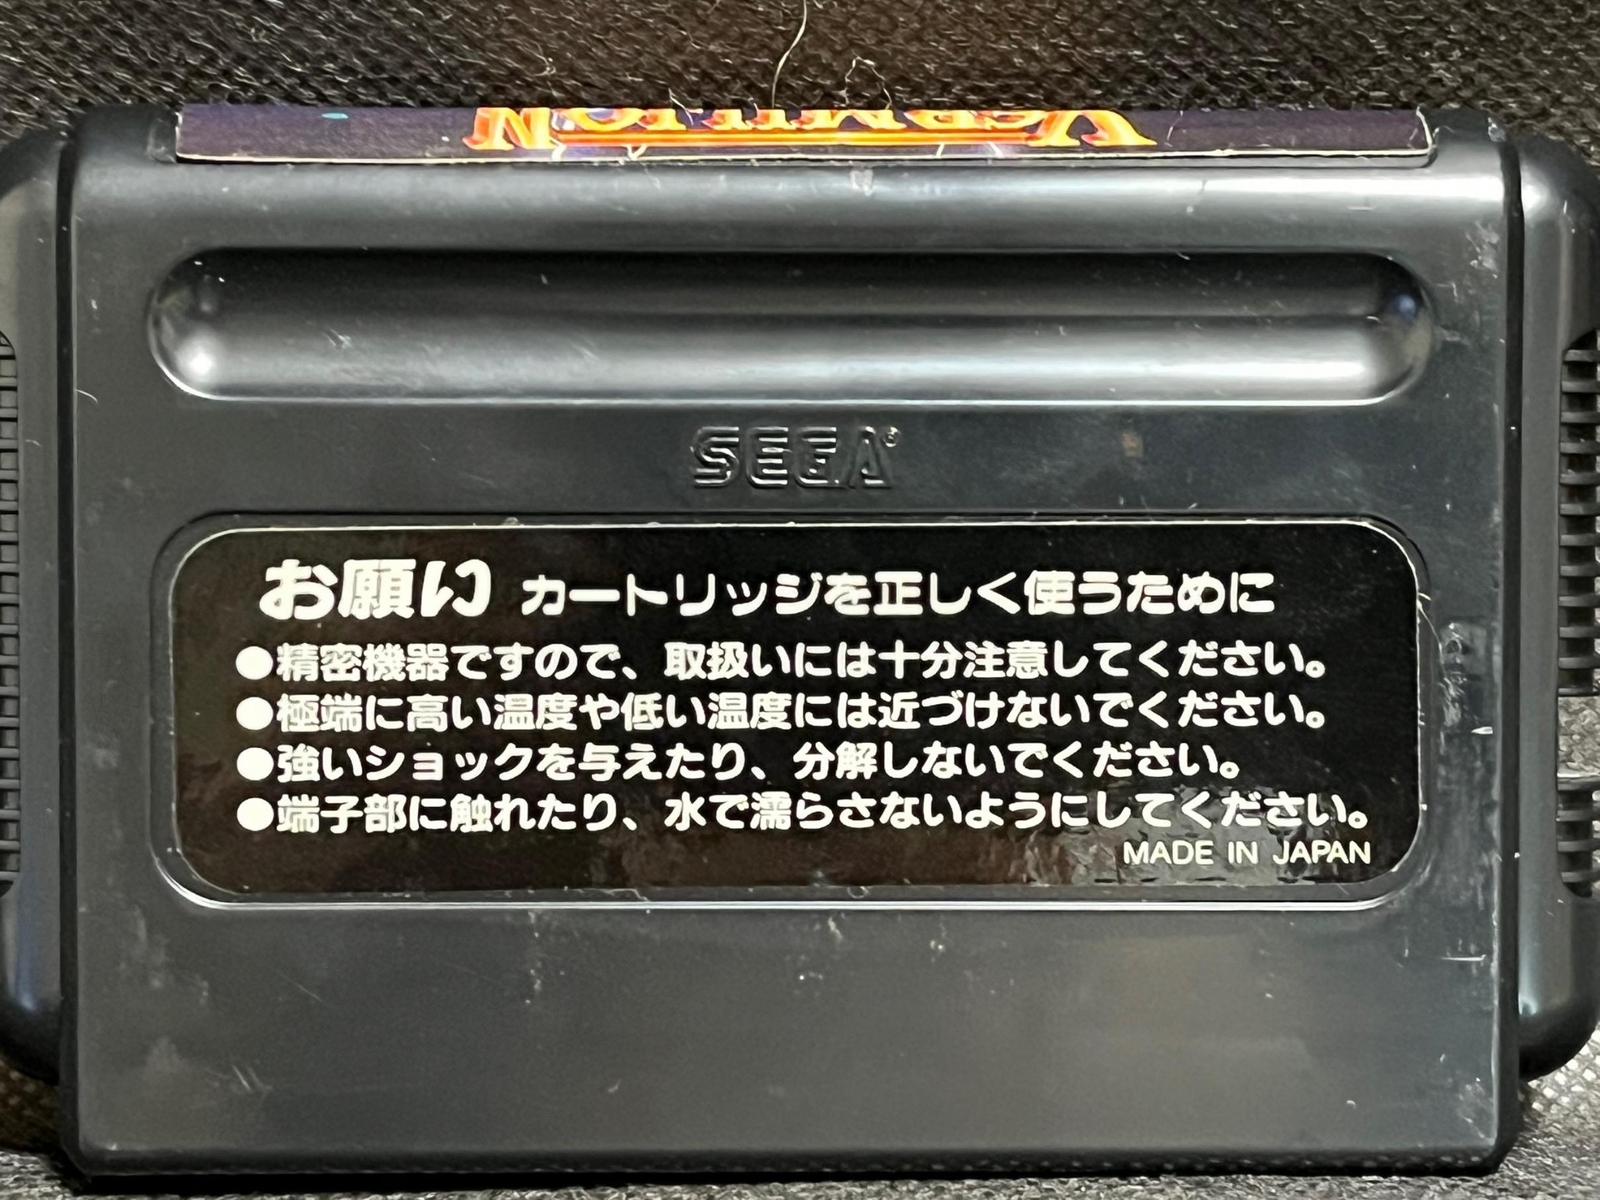 VERMILION
SEGA®
お願い カートリッジを正しく使うために
●精密機器ですので、取扱いには十分注意してください。
●極端に高い温度や低い温度には近づけないでください。
●強いショックを与えたり、分解しないでください。
●端子部に触れたり、水で濡らさないようにしてください。
MADE IN JAPAN